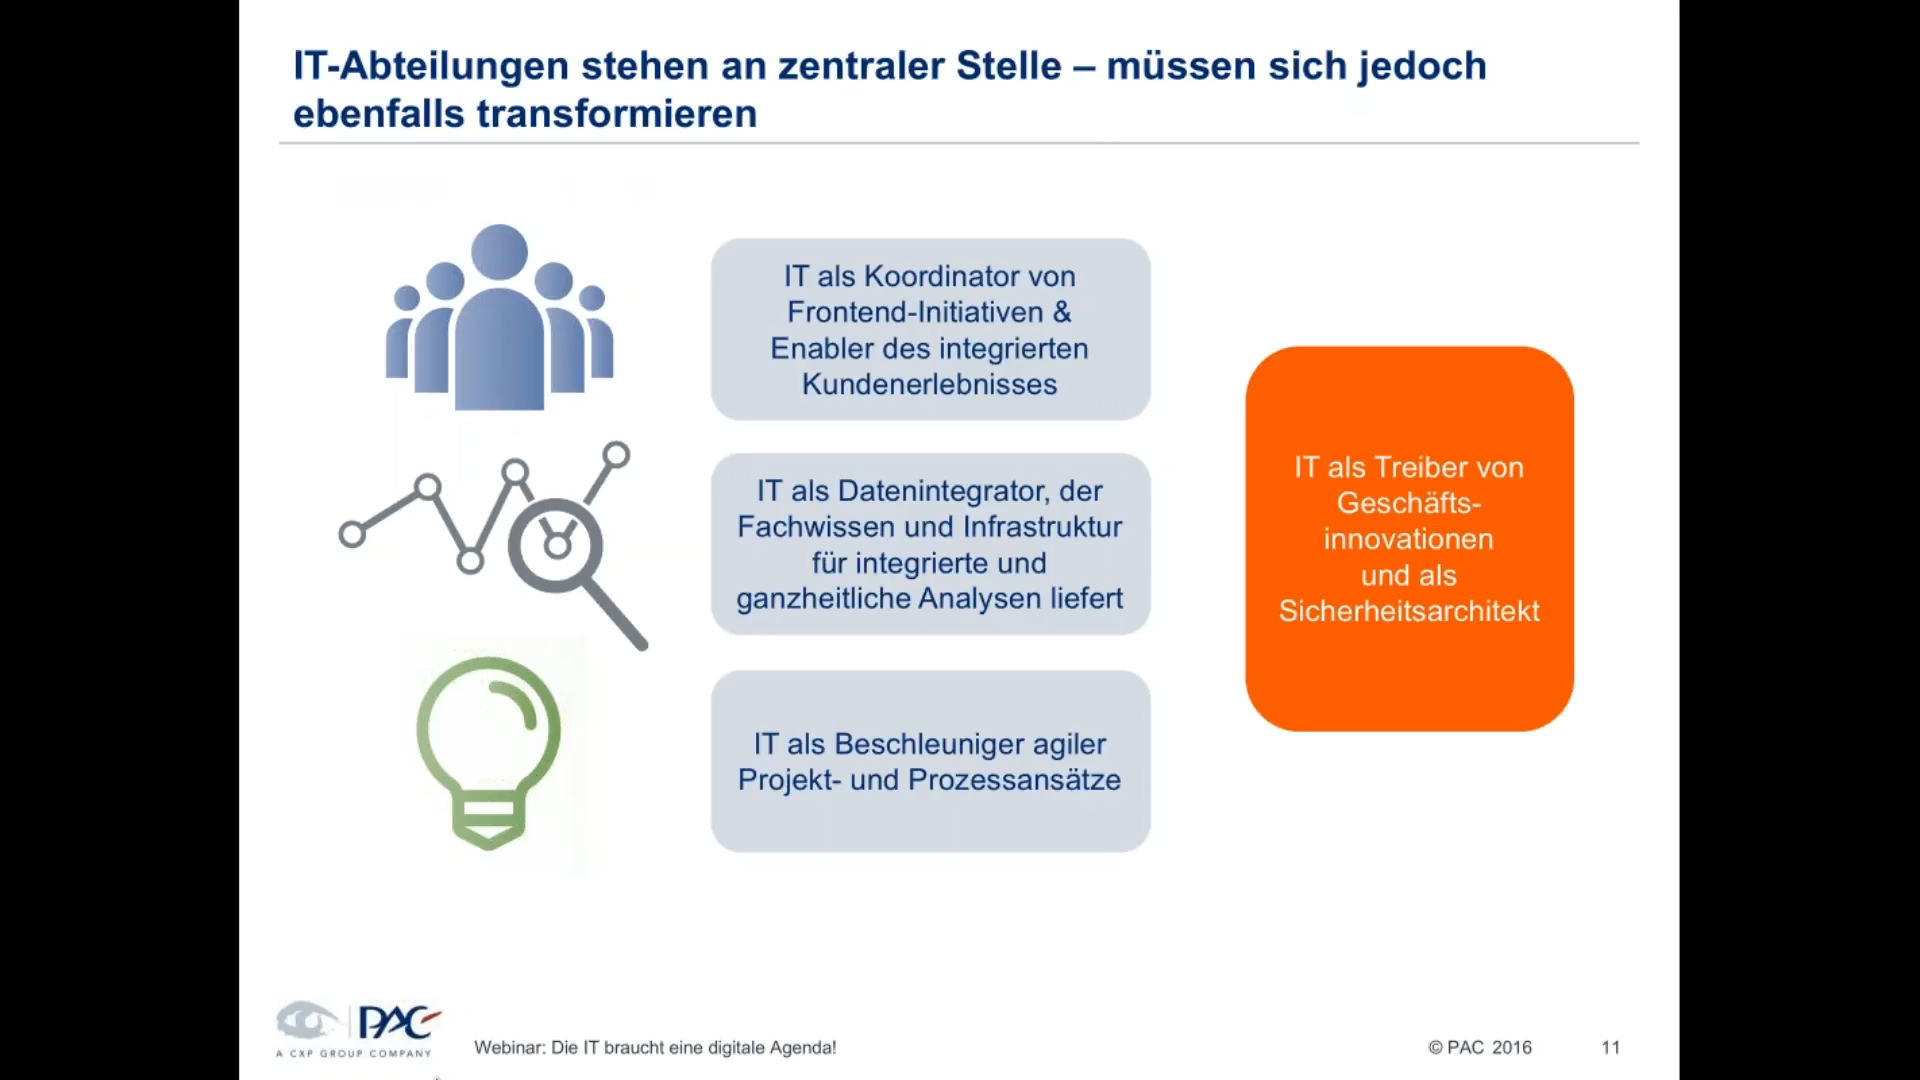 IT-Abteilungen stehen an zentraler Stelle – müssen sich jedoch
ebenfalls transformieren
IT als Koordinator von
Frontend-Initiativen &
Enabler des integrierten
Kundenerlebnisses
IT als Datenintegrator, der
Fachwissen und Infrastruktur
für integrierte und
ganzheitliche Analysen liefert
IT als Beschleuniger agiler
Projekt- und Prozessansätze
IT als Treiber von
Geschäfts-
innovationen
und als
Sicherheitsarchitekt
PAC
A CXP GROUP COMPANY
Webinar: Die IT braucht eine digitale Agenda!
© PAC 2016
11